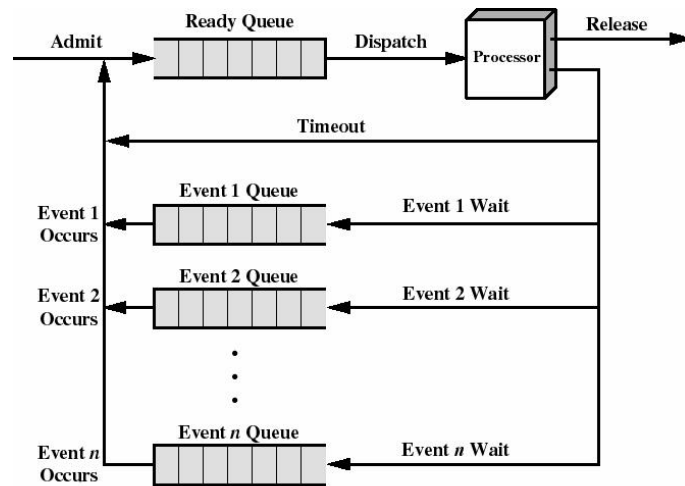 Ready Queue
Release
Admit
Dispatch
Processor
Timeout
Event 1 Queue
Event 1
Occurs
Event 1 Wait
Event 2 Queue
Event 2
Occurs
Event 2 Wait
Event n Queue
Event n
Occurs
Event n Wait